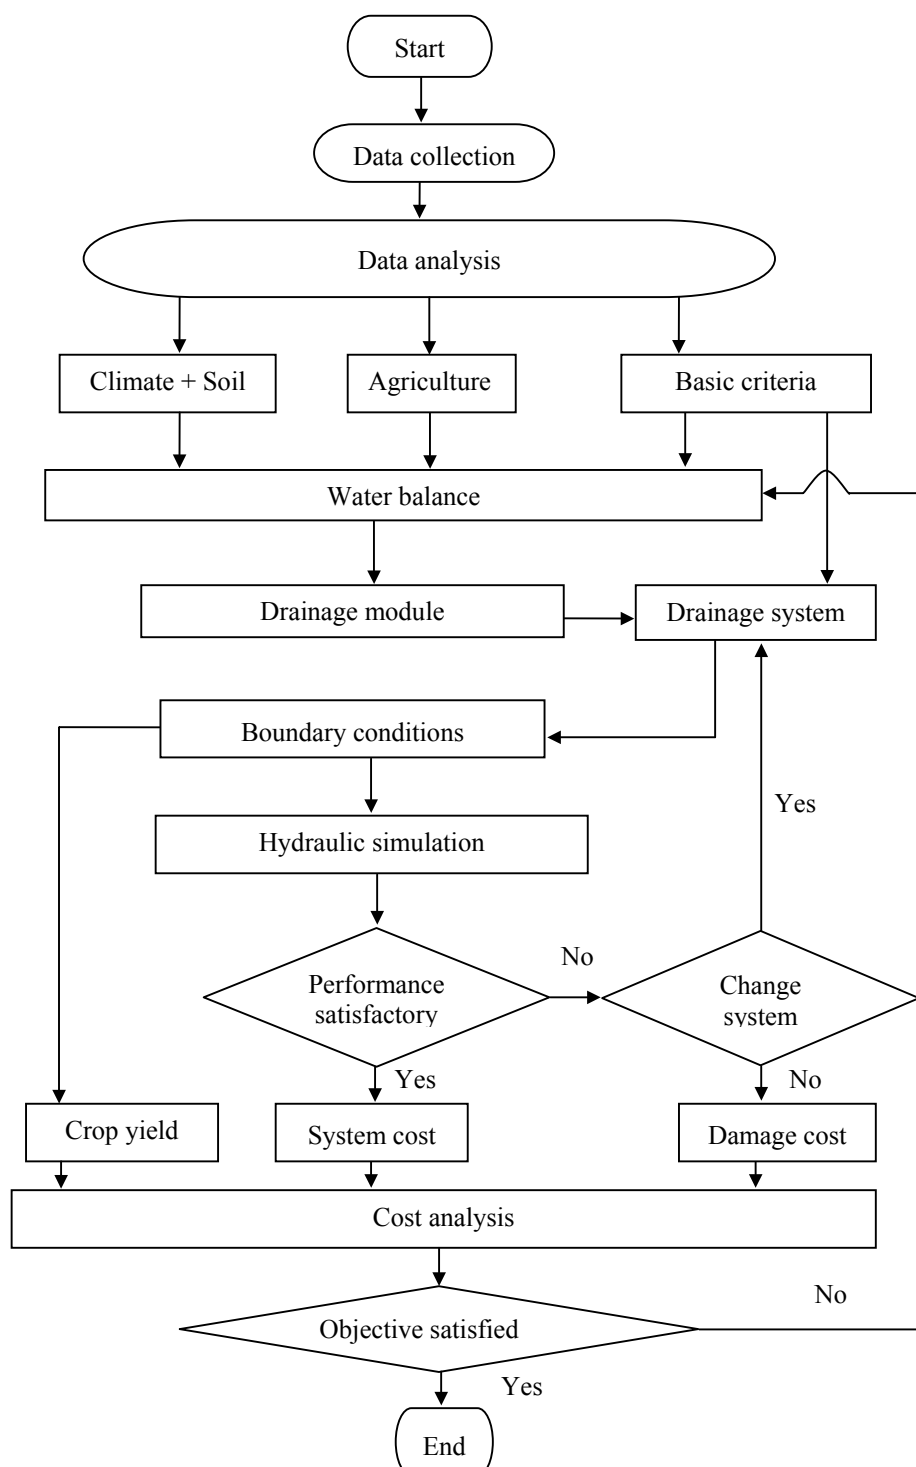 Start
Data collection
Data analysis
Climate + Soil
Agriculture
Basic criteria
Water balance
Drainage module
Drainage system
Boundary conditions
Yes
Hydraulic simulation
No
Performance
satisfactory
Change
system
Yes
No
Crop yield
System cost
Damage cost
Cost analysis
No
Objective satisfied
Yes
End